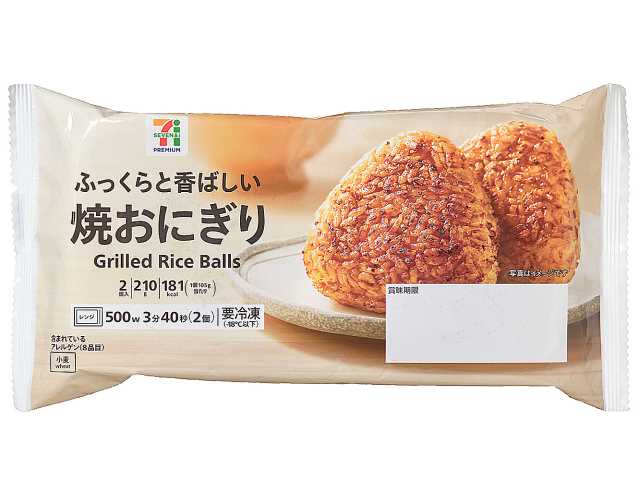 SEVEN&i
PREMIUM
ふっくらと香ばしい
焼おにぎり
Grilled Rice Balls
2個入 210g 181kcal (1個105g当たり)
レンジ 500w 3分40秒(2個) 要冷凍(-18℃以下)
含まれている
アレルゲン(8品目)
小麦
wheat
写真はイメージです
賞味期限